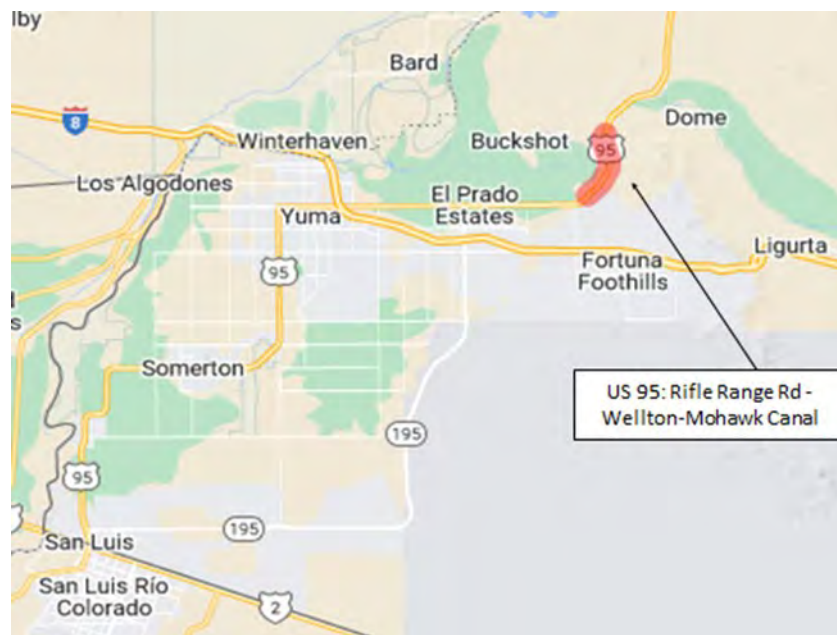 lby
Bard
8
Winterhaven
Buckshot
95
Dome
Los Algodones
El Prado
Estates
Yuma
Ligurta
95
Fortuna
Foothills
Somerton
US 95: Rifle Range Rd -
Wellton-Mohawk Canal
195
95
195
San Luis
San Luis Río
Colorado
2